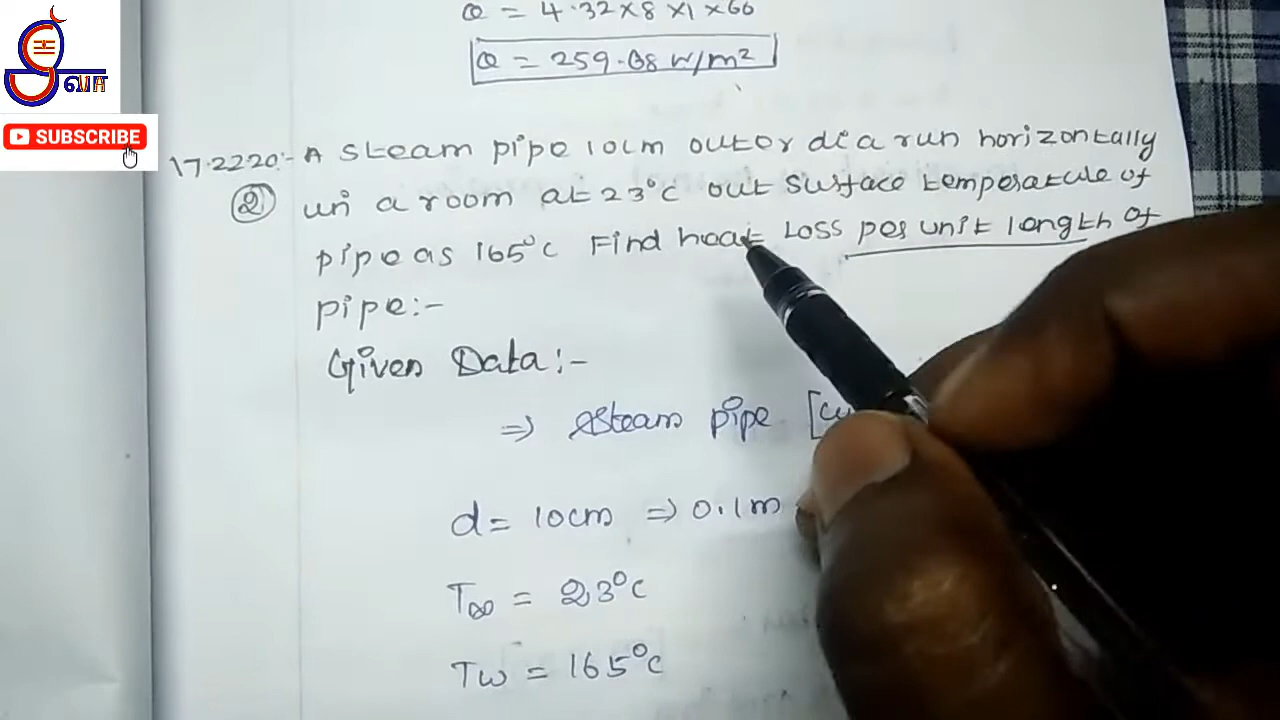 Q = 4.32×8×1×60
Q = 259.08 W/m²
வா
SUBSCRIBE
17.2.220:- A steam pipe 10cm outer dia run horizontally
② in a room at 23°C out surface temperature of
pipe as 165°C Find heat Loss per unit length of
pipe:-
Given Data:-
⇒ Steam pipe [
d = 10cm ⇒ 0.1m
T∞ = 23°C
Tw = 165°C